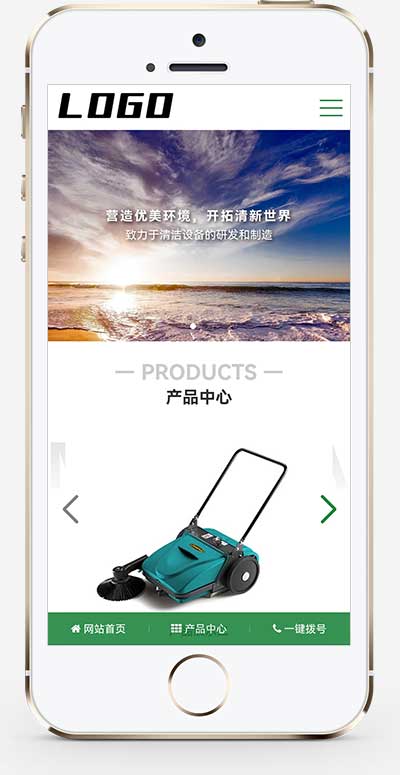 LOGO
营造优美环境，开拓清新世界
致力于清洁设备的研发和制造
— PRODUCTS —
产品中心
网站首页
产品中心
一键拨号